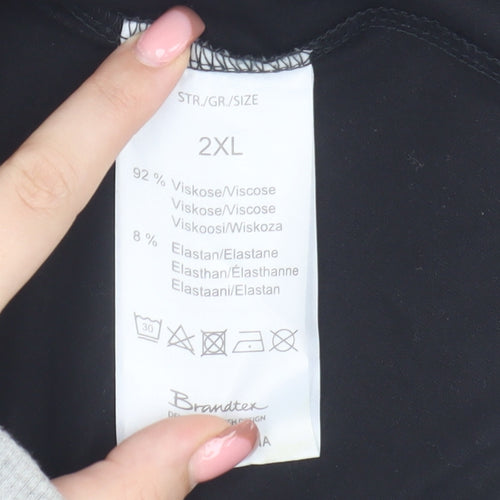 STR./GR./SIZE
2XL
92 % Viskose/Viscose
Viskose/Viscose
Viskoosi/Wiskoza
8 % Elastan/Elastane
Elasthan/Élasthanne
Elastaani/Elastan
30
Brandtex